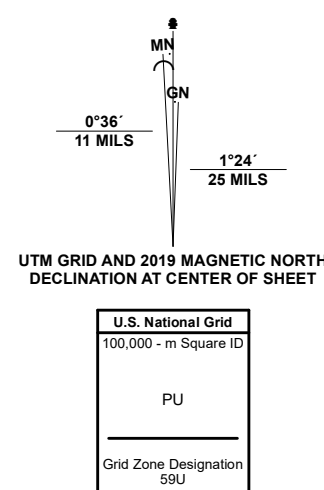 MN
GN
0°36´
11 MILS
1°24´
25 MILS
UTM GRID AND 2019 MAGNETIC NORTH
DECLINATION AT CENTER OF SHEET
U.S. National Grid
100,000 - m Square ID
PU
Grid Zone Designation
59U